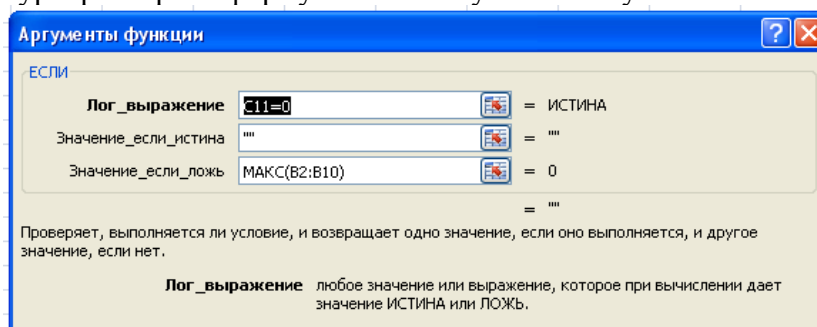 Аргументы функции
ЕСЛИ
Лог_выражение C11=0 = ИСТИНА
Значение_если_истина "" = ""
Значение_если_ложь МАКС(B2:B10) = 0
= ""
Проверяет, выполняется ли условие, и возвращает одно значение, если оно выполняется, и другое
значение, если нет.
Лог_выражение любое значение или выражение, которое при вычислении дает
значение ИСТИНА или ЛОЖЬ.